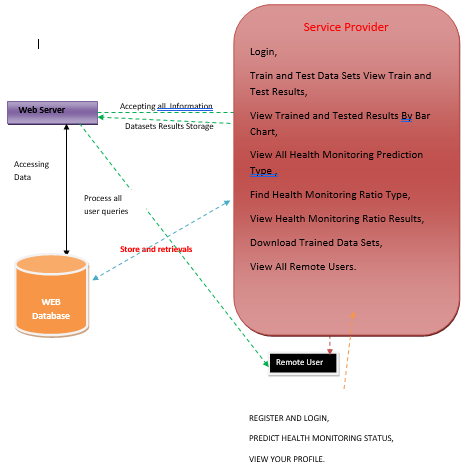 Service Provider
Login,
Train and Test Data Sets View Train and
Test Results,
View Trained and Tested Results By Bar
Chart,
View All Health Monitoring Prediction
Type ,
Find Health Monitoring Ratio Type,
View Health Monitoring Ratio Results,
Download Trained Data Sets,
View All Remote Users.
Web Server
Accepting all Information
Datasets Results Storage
Accessing
Data
Process all
user queries
Store and retrievals
WEB
Database
Remote User
REGISTER AND LOGIN,
PREDICT HEALTH MONITORING STATUS,
VIEW YOUR PROFILE.